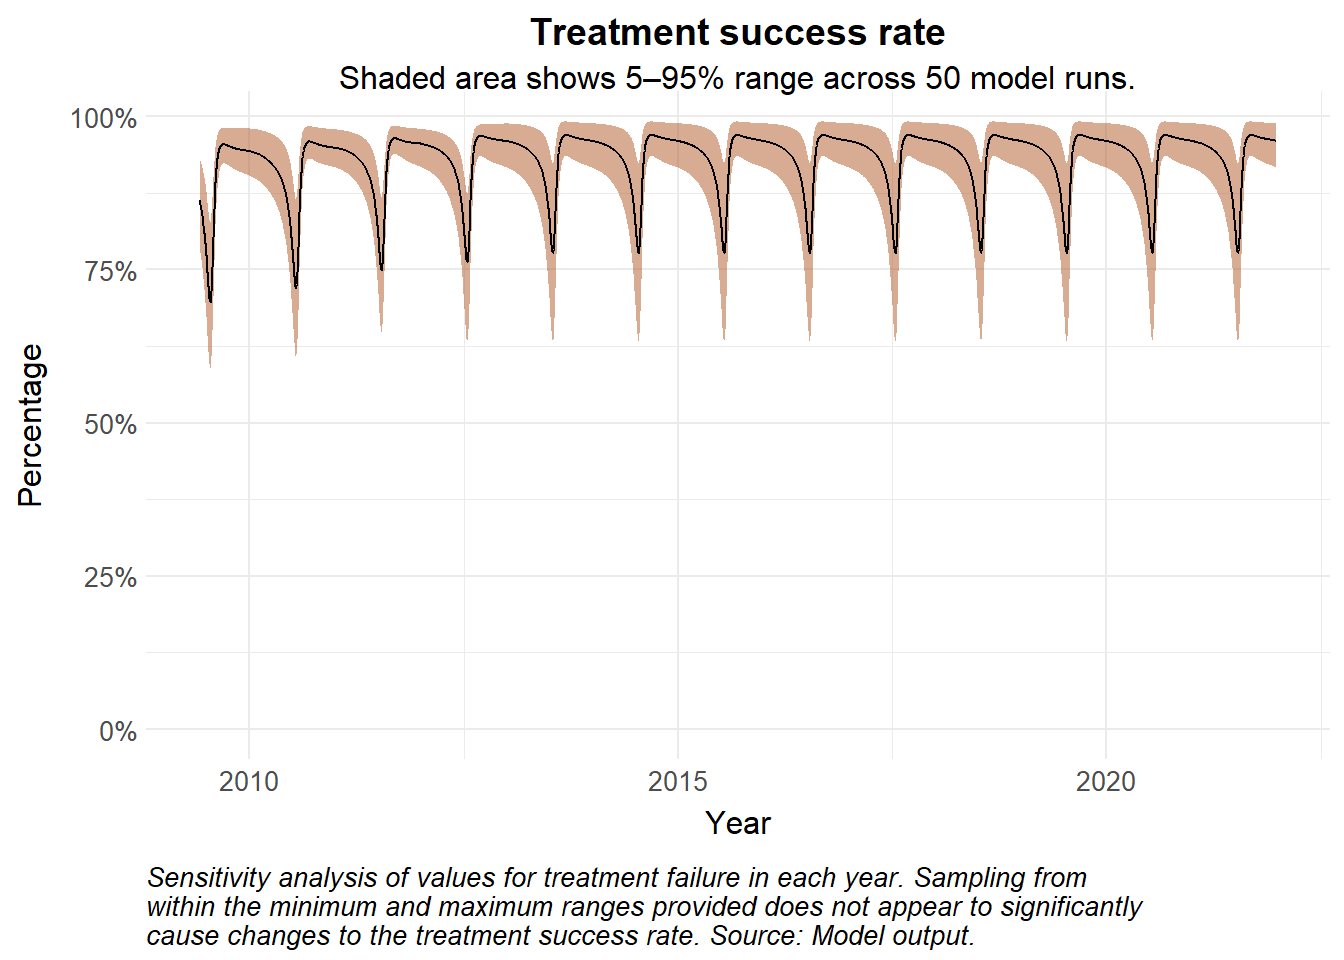 Treatment success rate
Shaded area shows 5–95% range across 50 model runs.
100%
75%
50%
25%
0%
Percentage
2010
2015
2020
Year
Sensitivity analysis of values for treatment failure in each year. Sampling from
within the minimum and maximum ranges provided does not appear to significantly
cause changes to the treatment success rate. Source: Model output.